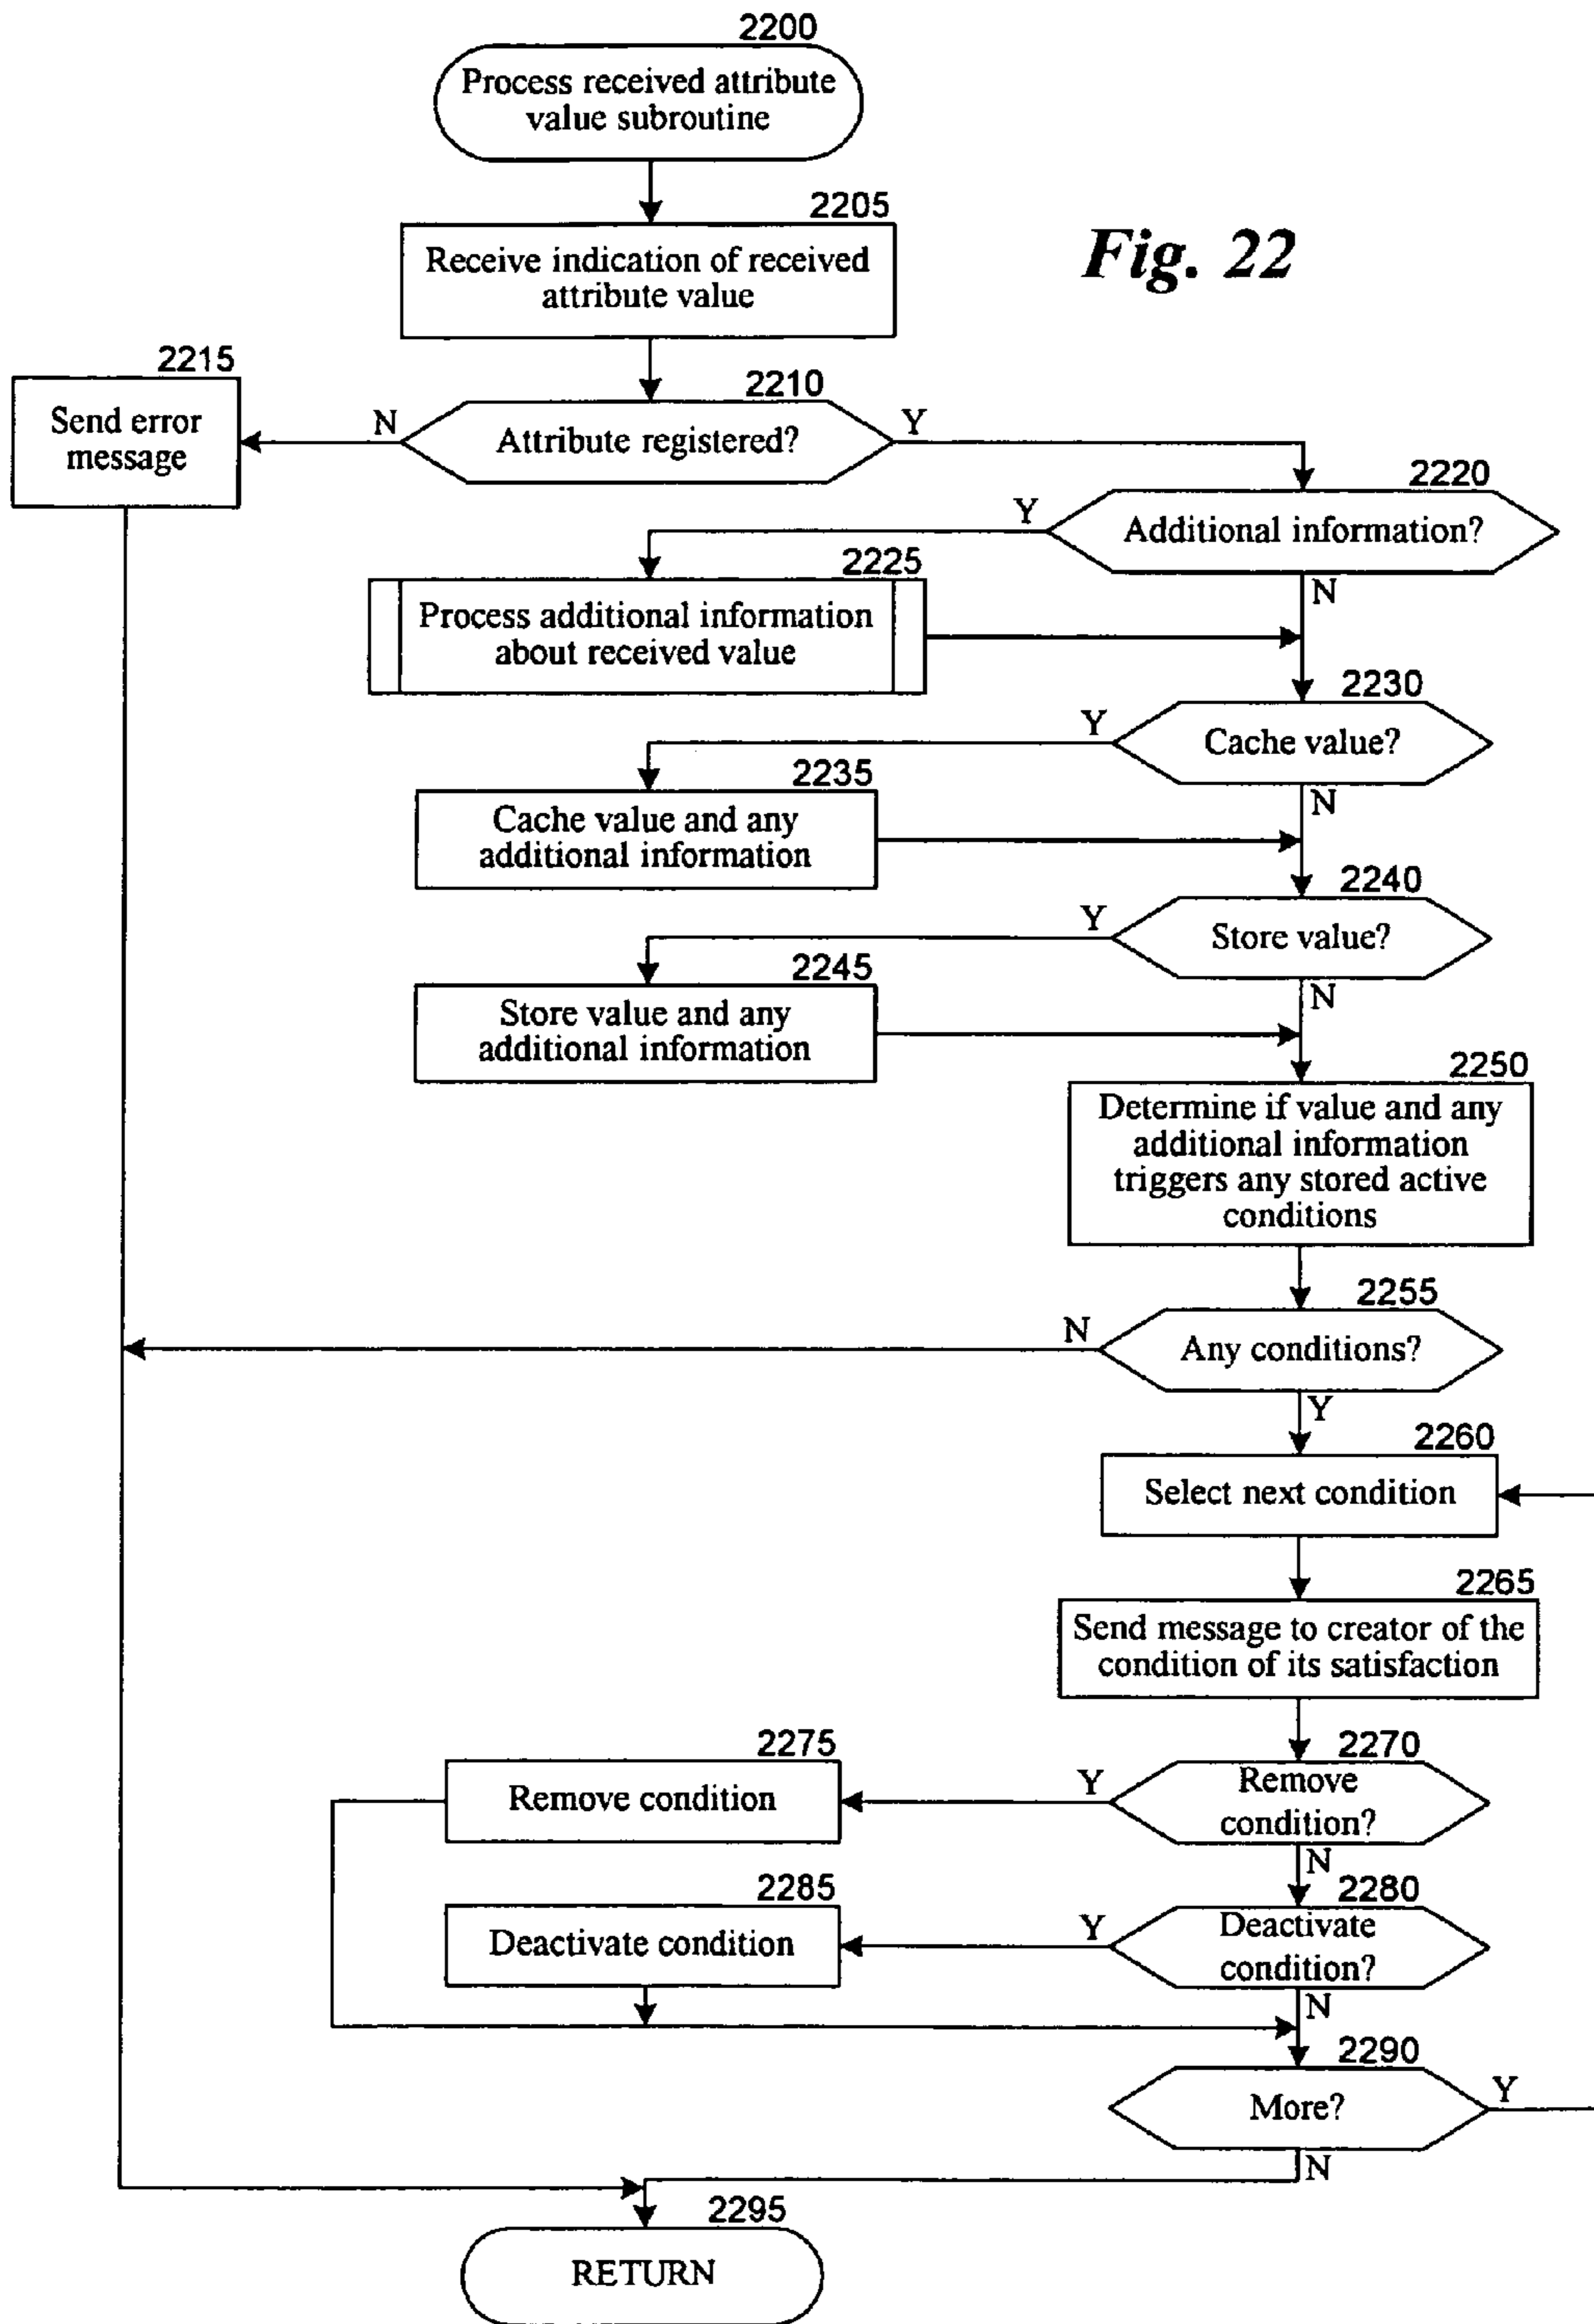 2200
Process received attribute
value subroutine
2205
Receive indication of received
attribute value
Fig. 22
2215
Send error
message
N
2210
Attribute registered?
Y
2220
Additional information?
Y
N
2225
Process additional information
about received value
2230
Cache value?
Y
N
2235
Cache value and any
additional information
2240
Store value?
Y
N
2245
Store value and any
additional information
2250
Determine if value and any
additional information
triggers any stored active
conditions
2255
Any conditions?
N
Y
2260
Select next condition
2265
Send message to creator of the
condition of its satisfaction
2270
Remove
condition?
Y
N
2275
Remove condition
2280
Deactivate
condition?
Y
N
2285
Deactivate condition
2290
More?
Y
N
2295
RETURN